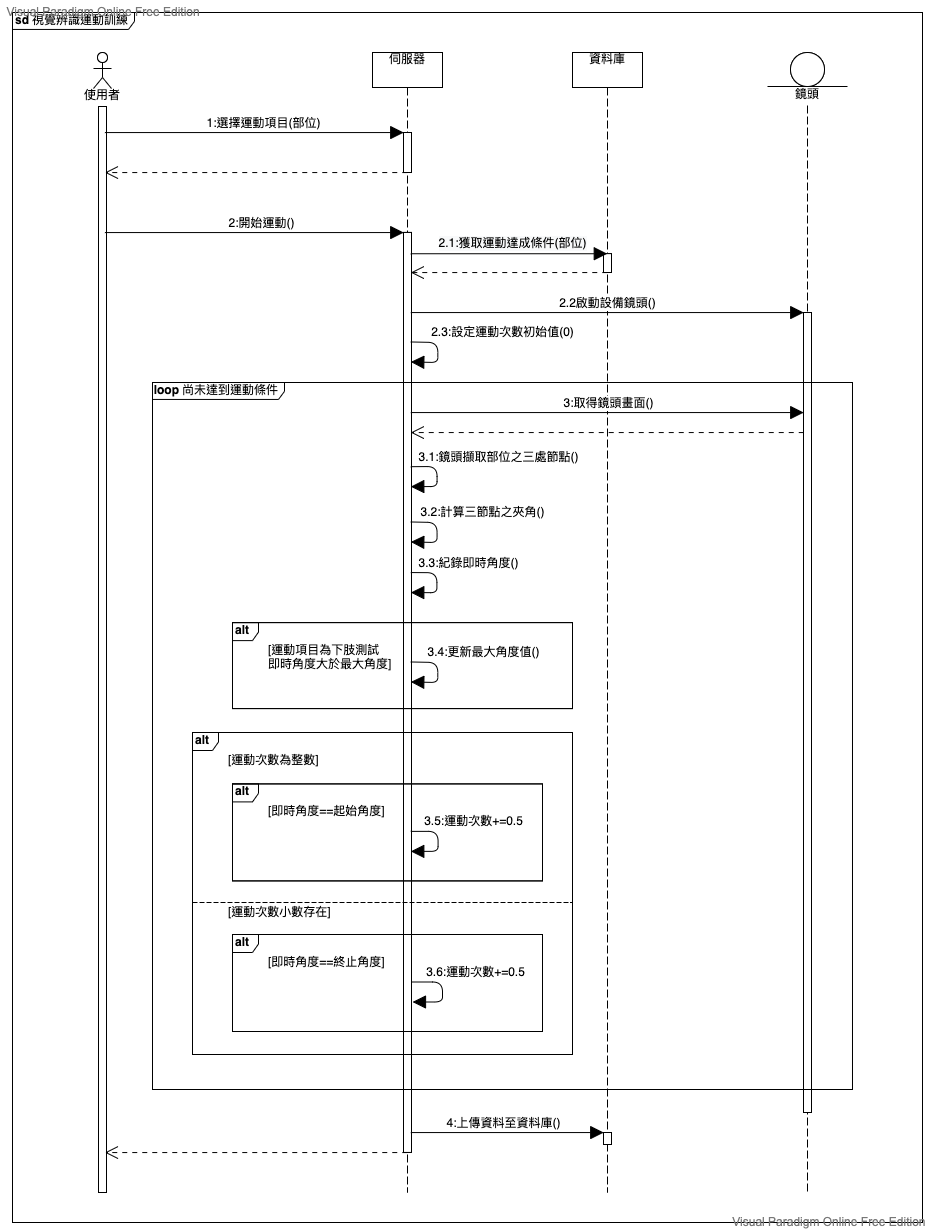 Visual Paradigm Online Free Edition
sd 視覺辨識運動訓練
使用者
伺服器
資料庫
鏡頭
1:選擇運動項目(部位)
2:開始運動()
2.1:獲取運動達成條件(部位)
2.2啟動設備鏡頭()
2.3:設定運動次數初始值(0)
loop 尚未達到運動條件
3:取得鏡頭畫面()
3.1:鏡頭擷取部位之三處節點()
3.2:計算三節點之夾角()
3.3:紀錄即時角度()
alt
[運動項目為下肢測試
即時角度大於最大角度]
3.4:更新最大角度值()
alt
[運動次數為整數]
alt
[即時角度==起始角度]
3.5:運動次數+=0.5
[運動次數小數存在]
alt
[即時角度==終止角度]
3.6:運動次數+=0.5
4:上傳資料至資料庫()
Visual Paradigm Online Free Edition